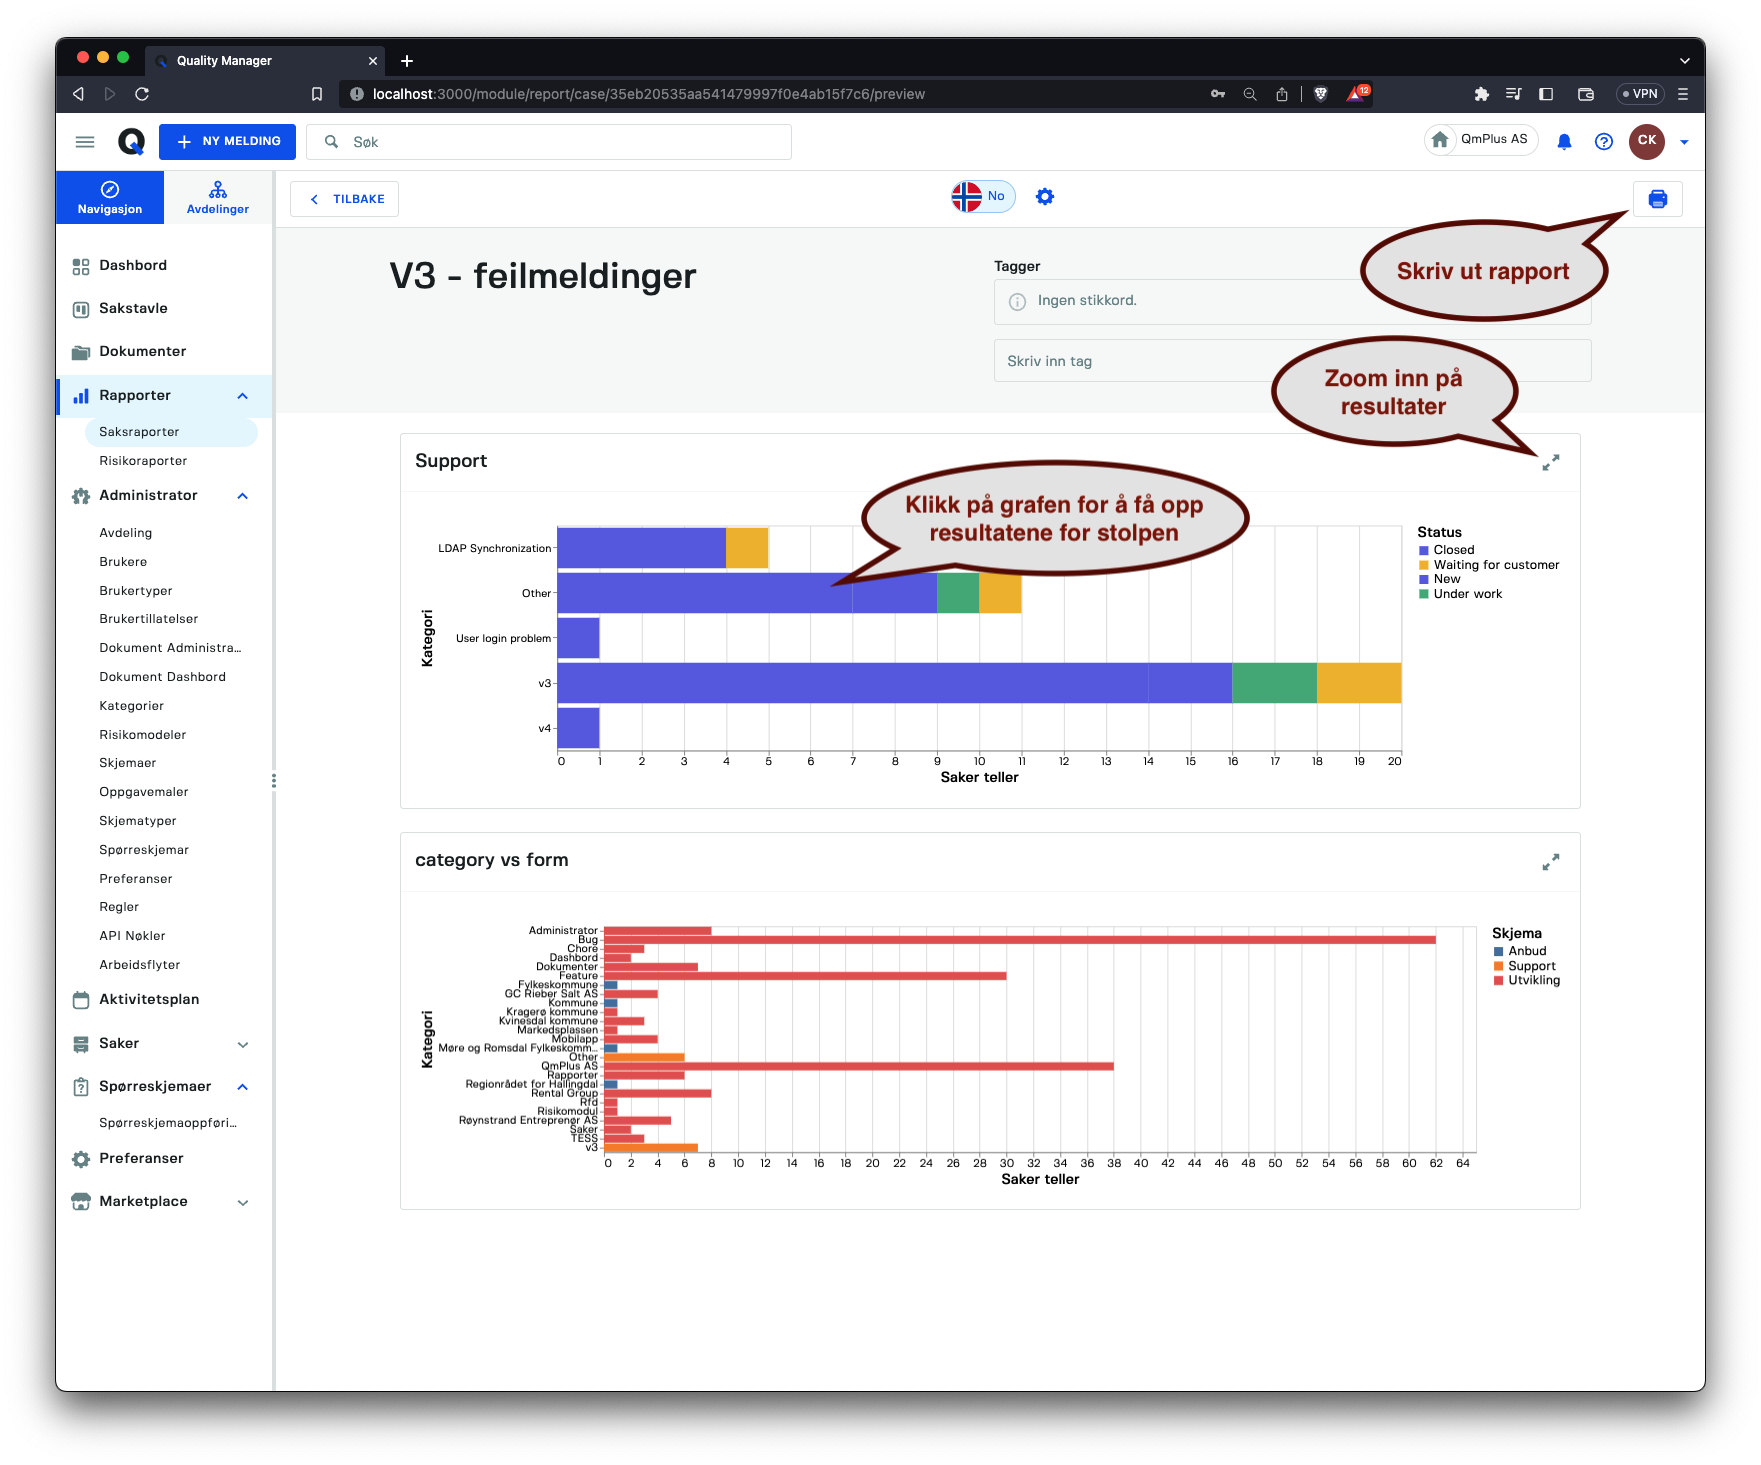 Quality Manager
localhost:3000/module/report/case/35eb20535aa541479997f0e4ab15f7c6/preview
12
VPN
NY MELDING
Søk
QmPlus AS
CK
Navigasjon
Avdelinger
TILBAKE
No
Dashbord
Sakstavle
Dokumenter
Rapporter
Saksraporter
Risikoraporter
Administrator
Avdeling
Brukere
Brukertyper
Brukertillatelser
Dokument Administra...
Dokument Dashbord
Kategorier
Risikomodeler
Skjemaer
Oppgavemaler
Skjematyper
Spørreskjemar
Preferanser
Regler
API Nøkler
Arbeidsflyter
Aktivitetsplan
Saker
Spørreskjemaer
Spørreskjemaoppføri...
Preferanser
Marketplace
V3 - feilmeldinger
Tagger
Ingen stikkord.
Skriv inn tag
Skriv ut rapport
Zoom inn på
resultater
Support
Klikk på grafen for å få opp
resultatene for stolpen
Kategori
LDAP Synchronization
Other
User login problem
v3
v4
0 1 2 3 4 5 6 7 8 9 10 11 12 13 14 15 16 17 18 19 20
Saker teller
Status
Closed
Waiting for customer
New
Under work
category vs form
Kategori
Administrator
Bug
Chore
Dashbord
Dokumenter
Feature
Fylkeskommune
GC Rieber Salt AS
Kommune
Kragerø kommune
Kvinesdal kommune
Markedsplassen
Mobilapp
Møre og Romsdal Fylkeskomm...
Other
QmPlus AS
Rapporter
Regionrådet for Hallingdal
Rental Group
Rfd
Risikomodul
Røynstrand Entreprenør AS
Saker
TESS
v3
0 2 4 6 8 10 12 14 16 18 20 22 24 26 28 30 32 34 36 38 40 42 44 46 48 50 52 54 56 58 60 62 64
Saker teller
Skjema
Anbud
Support
Utvikling